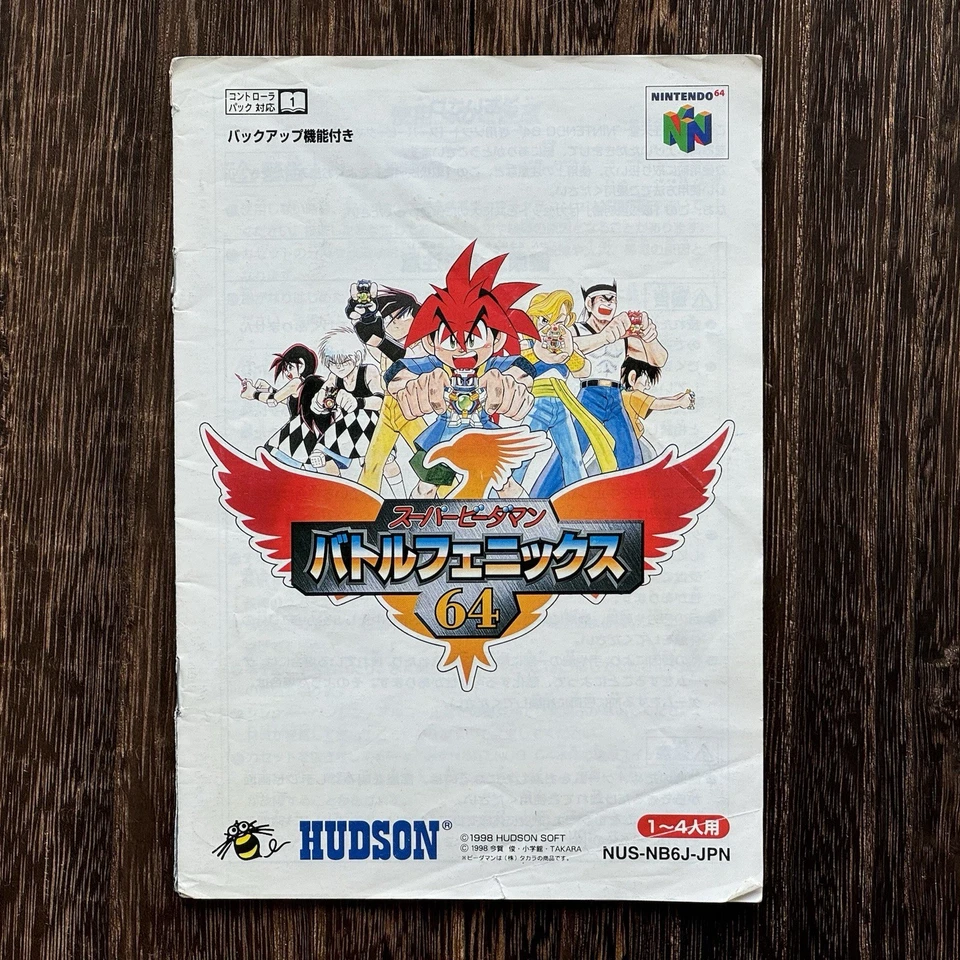 コントローラ
パック 対応
1
バックアップ機能付き
NINTENDO64
スーパービーダマン
バトルフェニックス
64
HUDSON®
©1998 HUDSON SOFT
© 1998 今賀 俊・小学館・TAKARA
※ビーダマンは(株)タカラの商品です。
1〜4人用
NUS-NB6J-JPN